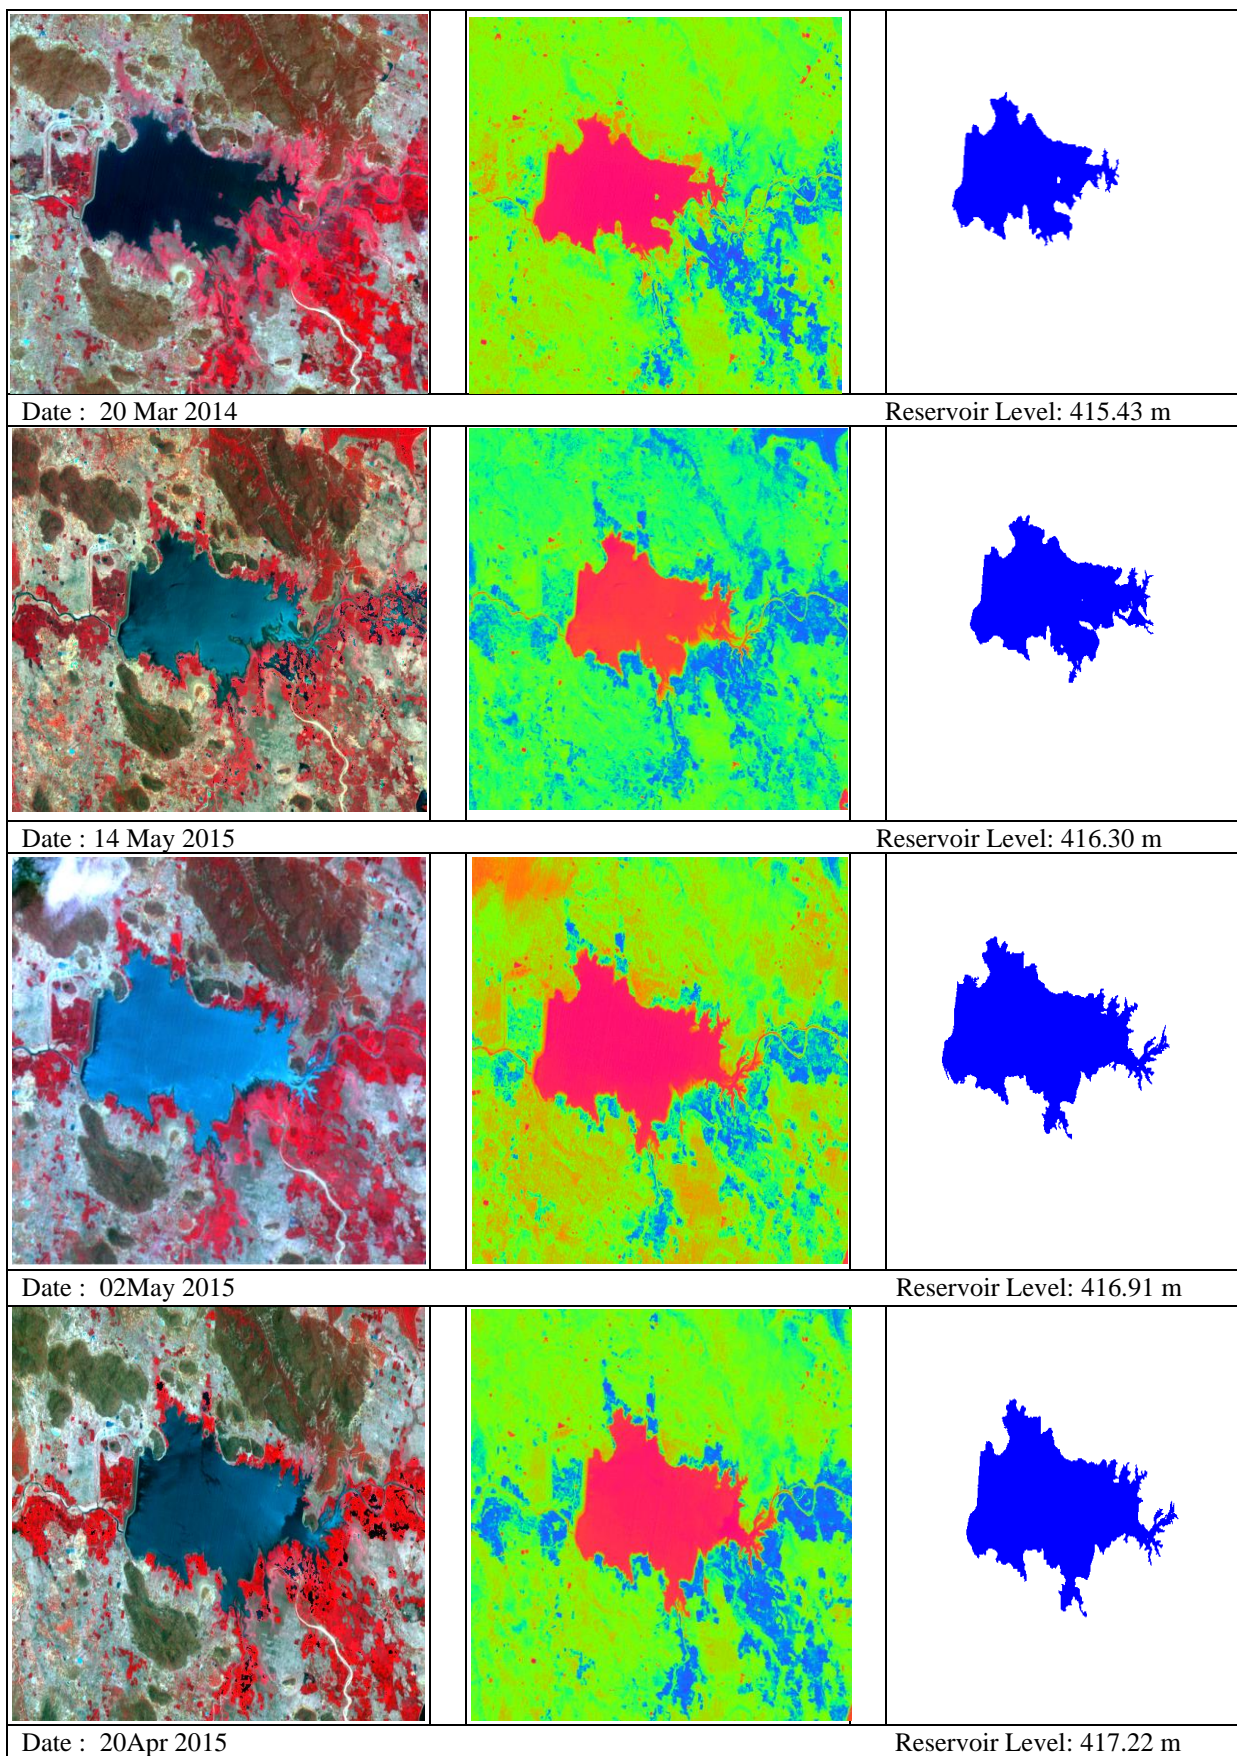 Date :  20 Mar 2014 Reservoir Level: 415.43 m
Date : 14 May 2015 Reservoir Level: 416.30 m
Date :  02May 2015 Reservoir Level: 416.91 m
Date :  20Apr 2015 Reservoir Level: 417.22 m